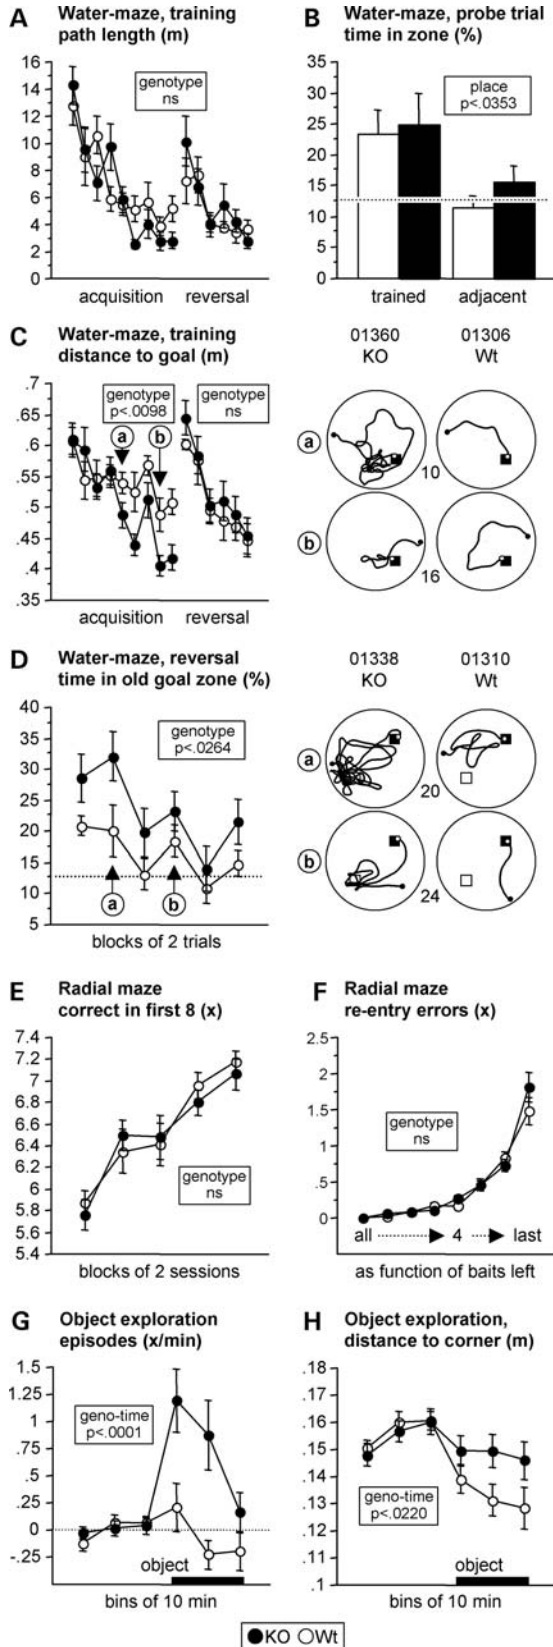 A Water-maze, training
path length (m)
16
14
12
10
8
6
4
2
0
genotype
ns
acquisition reversal
B Water-maze, probe trial
time in zone (%)
35
30
25
20
15
10
5
0
place
p<.0353
trained adjacent
C Water-maze, training
distance to goal (m)
.7
.65
.6
.55
.5
.45
.4
.35
genotype
p<.0098
genotype
ns
a b
acquisition reversal
01360 01306
KO Wt
a
10
b
16
D Water-maze, reversal
time in old goal zone (%)
40
35
30
25
20
15
10
5
genotype
p<.0264
a b
blocks of 2 trials
01338 01310
KO Wt
a
20
b
24
E Radial maze
correct in first 8 (x)
7.4
7.2
7
6.8
6.6
6.4
6.2
6
5.8
5.6
5.4
genotype
ns
blocks of 2 sessions
F Radial maze
re-entry errors (x)
2.5
2
1.5
1
.5
0
genotype
ns
all 4 last
as function of baits left
G Object exploration
episodes (x/min)
1.5
1.25
1
.75
.5
.25
0
-.25
geno-time
p<.0001
object
bins of 10 min
H Object exploration,
distance to corner (m)
.18
.17
.16
.15
.14
.13
.12
.11
.1
geno-time
p<.0220
object
bins of 10 min
KO Wt